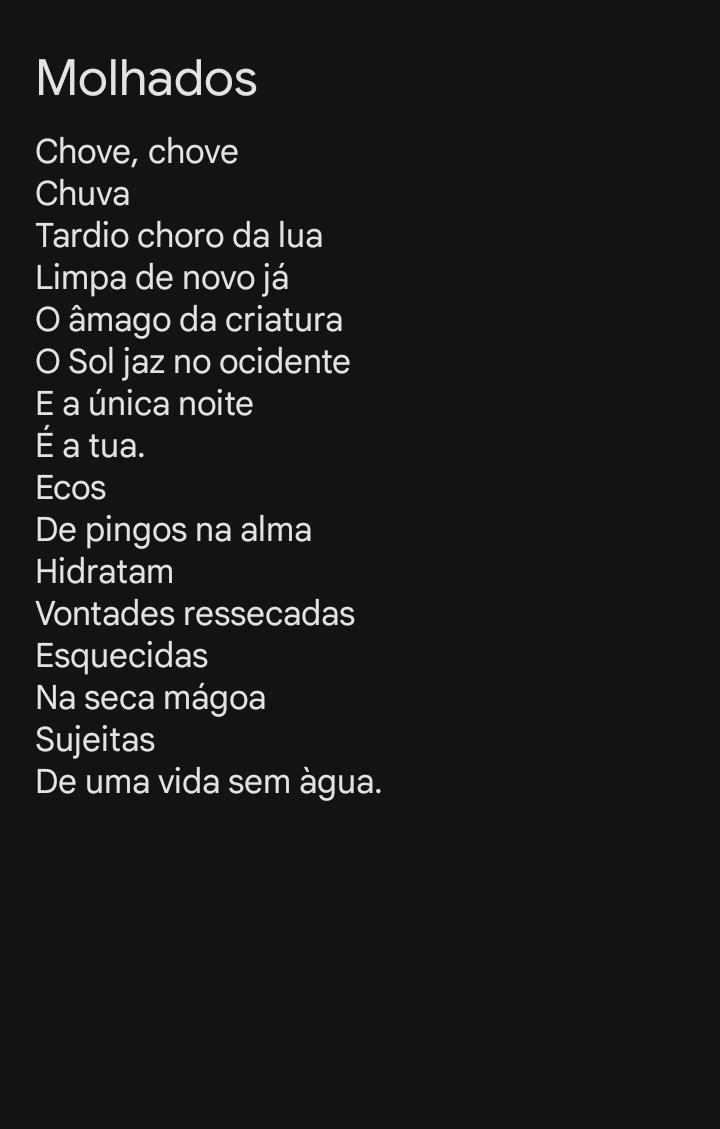 Molhados
Chove, chove
Chuva
Tardio choro da lua
Limpa de novo já
O âmago da criatura
O Sol jaz no ocidente
E a única noite
É a tua.
Ecos
De pingos na alma
Hidratam
Vontades ressecadas
Esquecidas
Na seca mágoa
Sujeitas
De uma vida sem àgua.